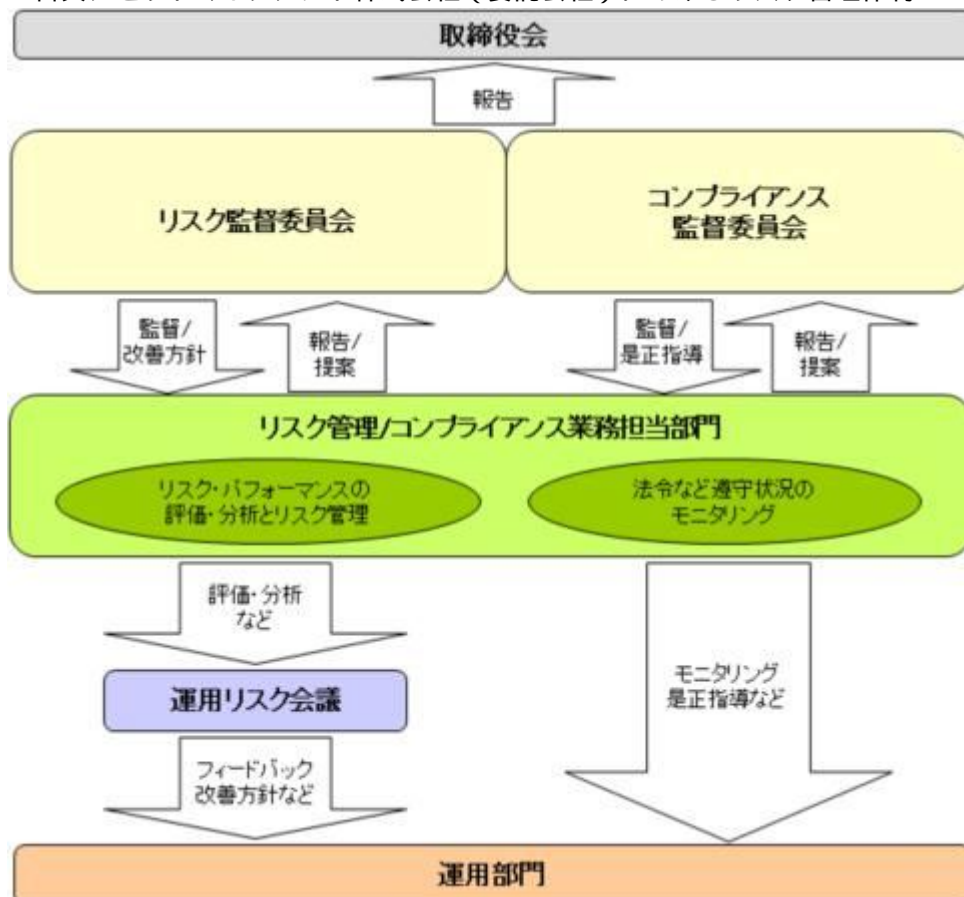 取締役会
報告
リスク監督委員会
コンプライアンス
監督委員会
監督/
改善方針
報告/
提案
監督/
是正指導
報告/
提案
リスク管理/コンプライアンス業務担当部門
リスク・パフォーマンスの
評価・分析とリスク管理
法令など遵守状況の
モニタリング
評価・分析
など
運用リスク会議
モニタリング
是正指導など
フィードバック
改善方針など
運用部門